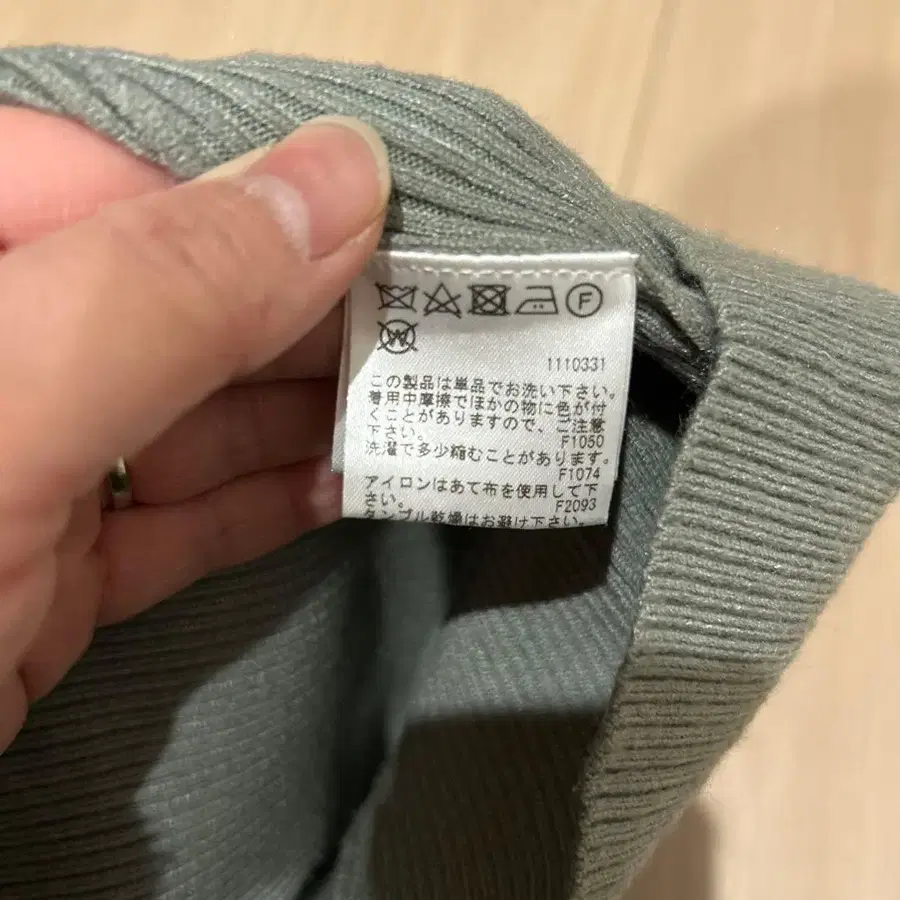 F
W
1110331
この製品は単品でお洗い下さい。
着用中摩擦でほかの物に色が付
くことがありますので、ご注意
下さい。
F1050
洗濯で多少縮むことがあります。
F1074
アイロンはあて布を使用して下
さい。
F2093
タンブル乾燥はお避け下さい。